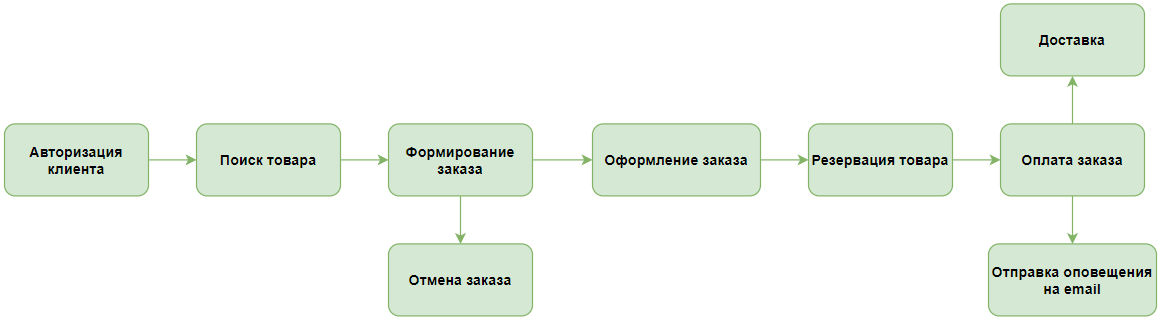 Доставка
Авторизация
клиента
Поиск товара
Формирование
заказа
Оформление заказа
Резервация товара
Оплата заказа
Отмена заказа
Отправка оповещения
на email